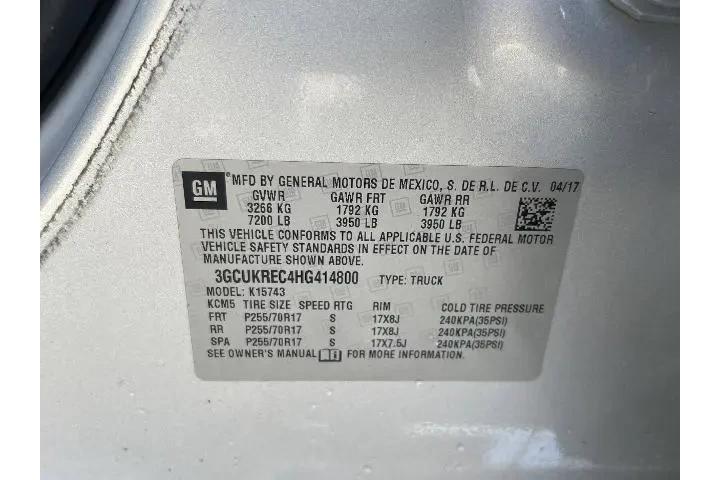 GM ® MFD BY GENERAL MOTORS DE MEXICO, S. DE R.L. DE C.V. 04/17
GVWR GAWR FRT GAWR RR
3266 KG 1792 KG 1792 KG
7200 LB 3950 LB 3950 LB
THIS VEHICLE CONFORMS TO ALL APPLICABLE U.S. FEDERAL MOTOR
VEHICLE SAFETY STANDARDS IN EFFECT ON THE DATE OF
MANUFACTURE SHOWN ABOVE.
3GCUKREC4HG414800 TYPE: TRUCK
MODEL: K15743
KCM5 TIRE SIZE SPEED RTG RIM COLD TIRE PRESSURE
FRT P255/70R17 S 17X8J 240KPA(35PSI)
RR P255/70R17 S 17X8J 240KPA(35PSI)
SPA P255/70R17 S 17X7.5J 240KPA(35PSI)
SEE OWNER'S MANUAL FOR MORE INFORMATION.